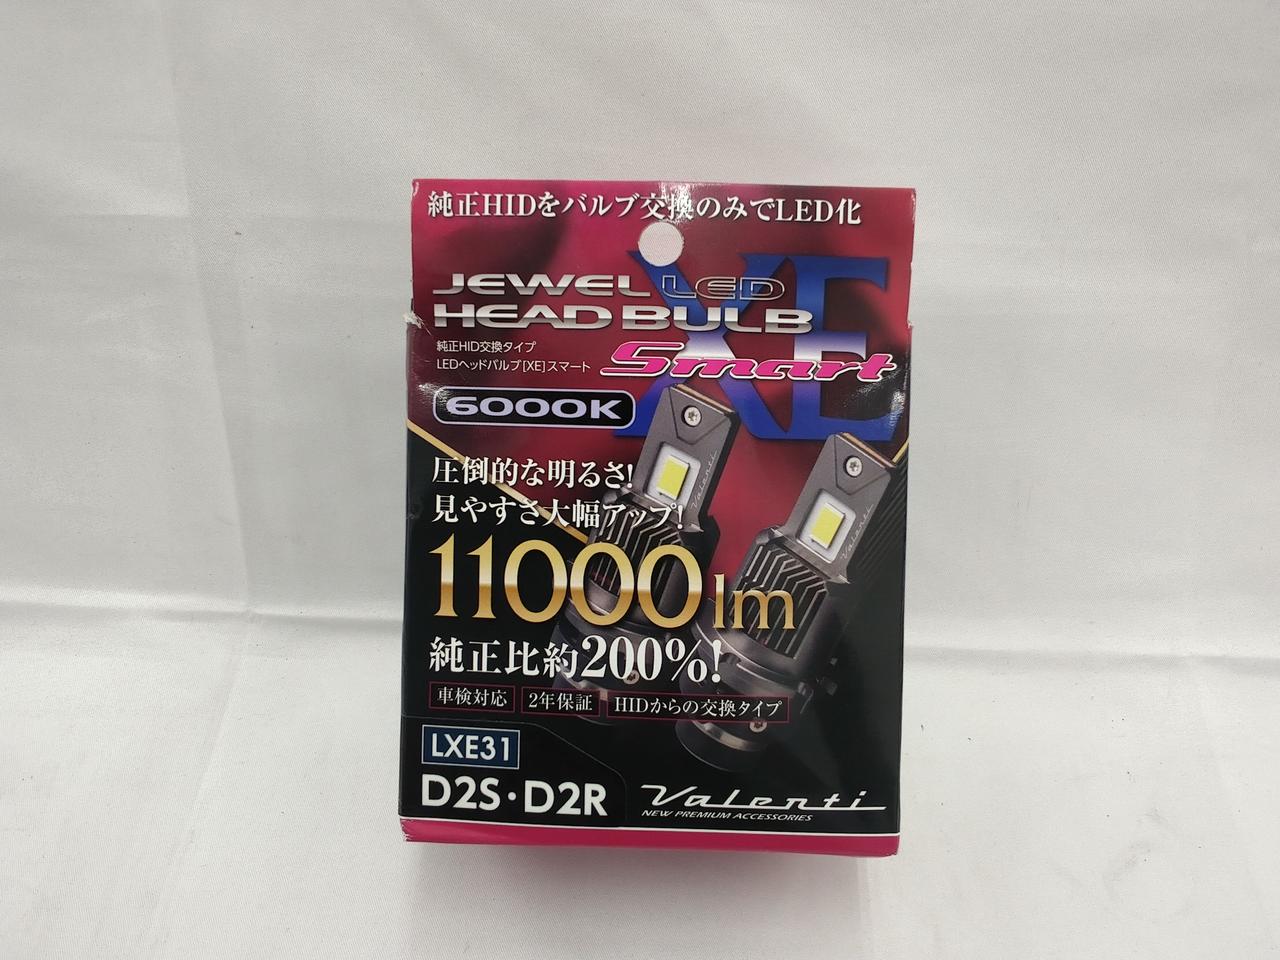 純正HIDをバルブ交換のみでLED化
XE
JEWEL LED
HEAD BULB
Smart
純正HID交換タイプ
LEDヘッドバルブ[XE]スマート
6000K
圧倒的な明るさ!
見やすさ大幅アップ!
11000lm
純正比約200%!
車検対応 2年保証 HIDからの交換タイプ
LXE31
D2S・D2R
Valenti
NEW PREMIUM ACCESSORIES
Valenti
Valenti